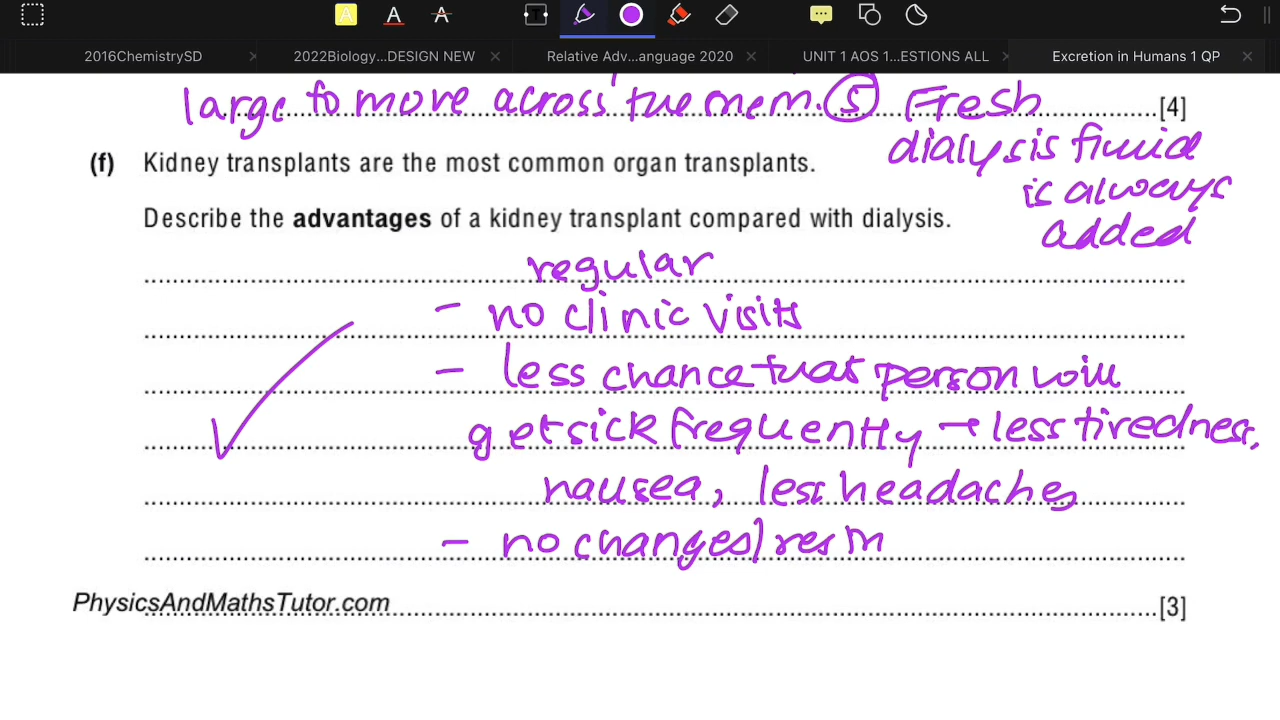 A A A T
2016ChemistrySD × 2022Biology...DESIGN NEW × Relative Adv...anguage 2020 × UNIT 1 AOS 1...ESTIONS ALL × Excretion in Humans 1 QP ×
large to move across the mem. ⑤ Fresh [4]
dialysis fluid
is always
added
(f) Kidney transplants are the most common organ transplants.
Describe the advantages of a kidney transplant compared with dialysis.
regular
- no clinic visits
- less chance that person will
get sick frequently → less tiredness,
nausea, less headaches
- no changes/
PhysicsAndMathsTutor.com [3]